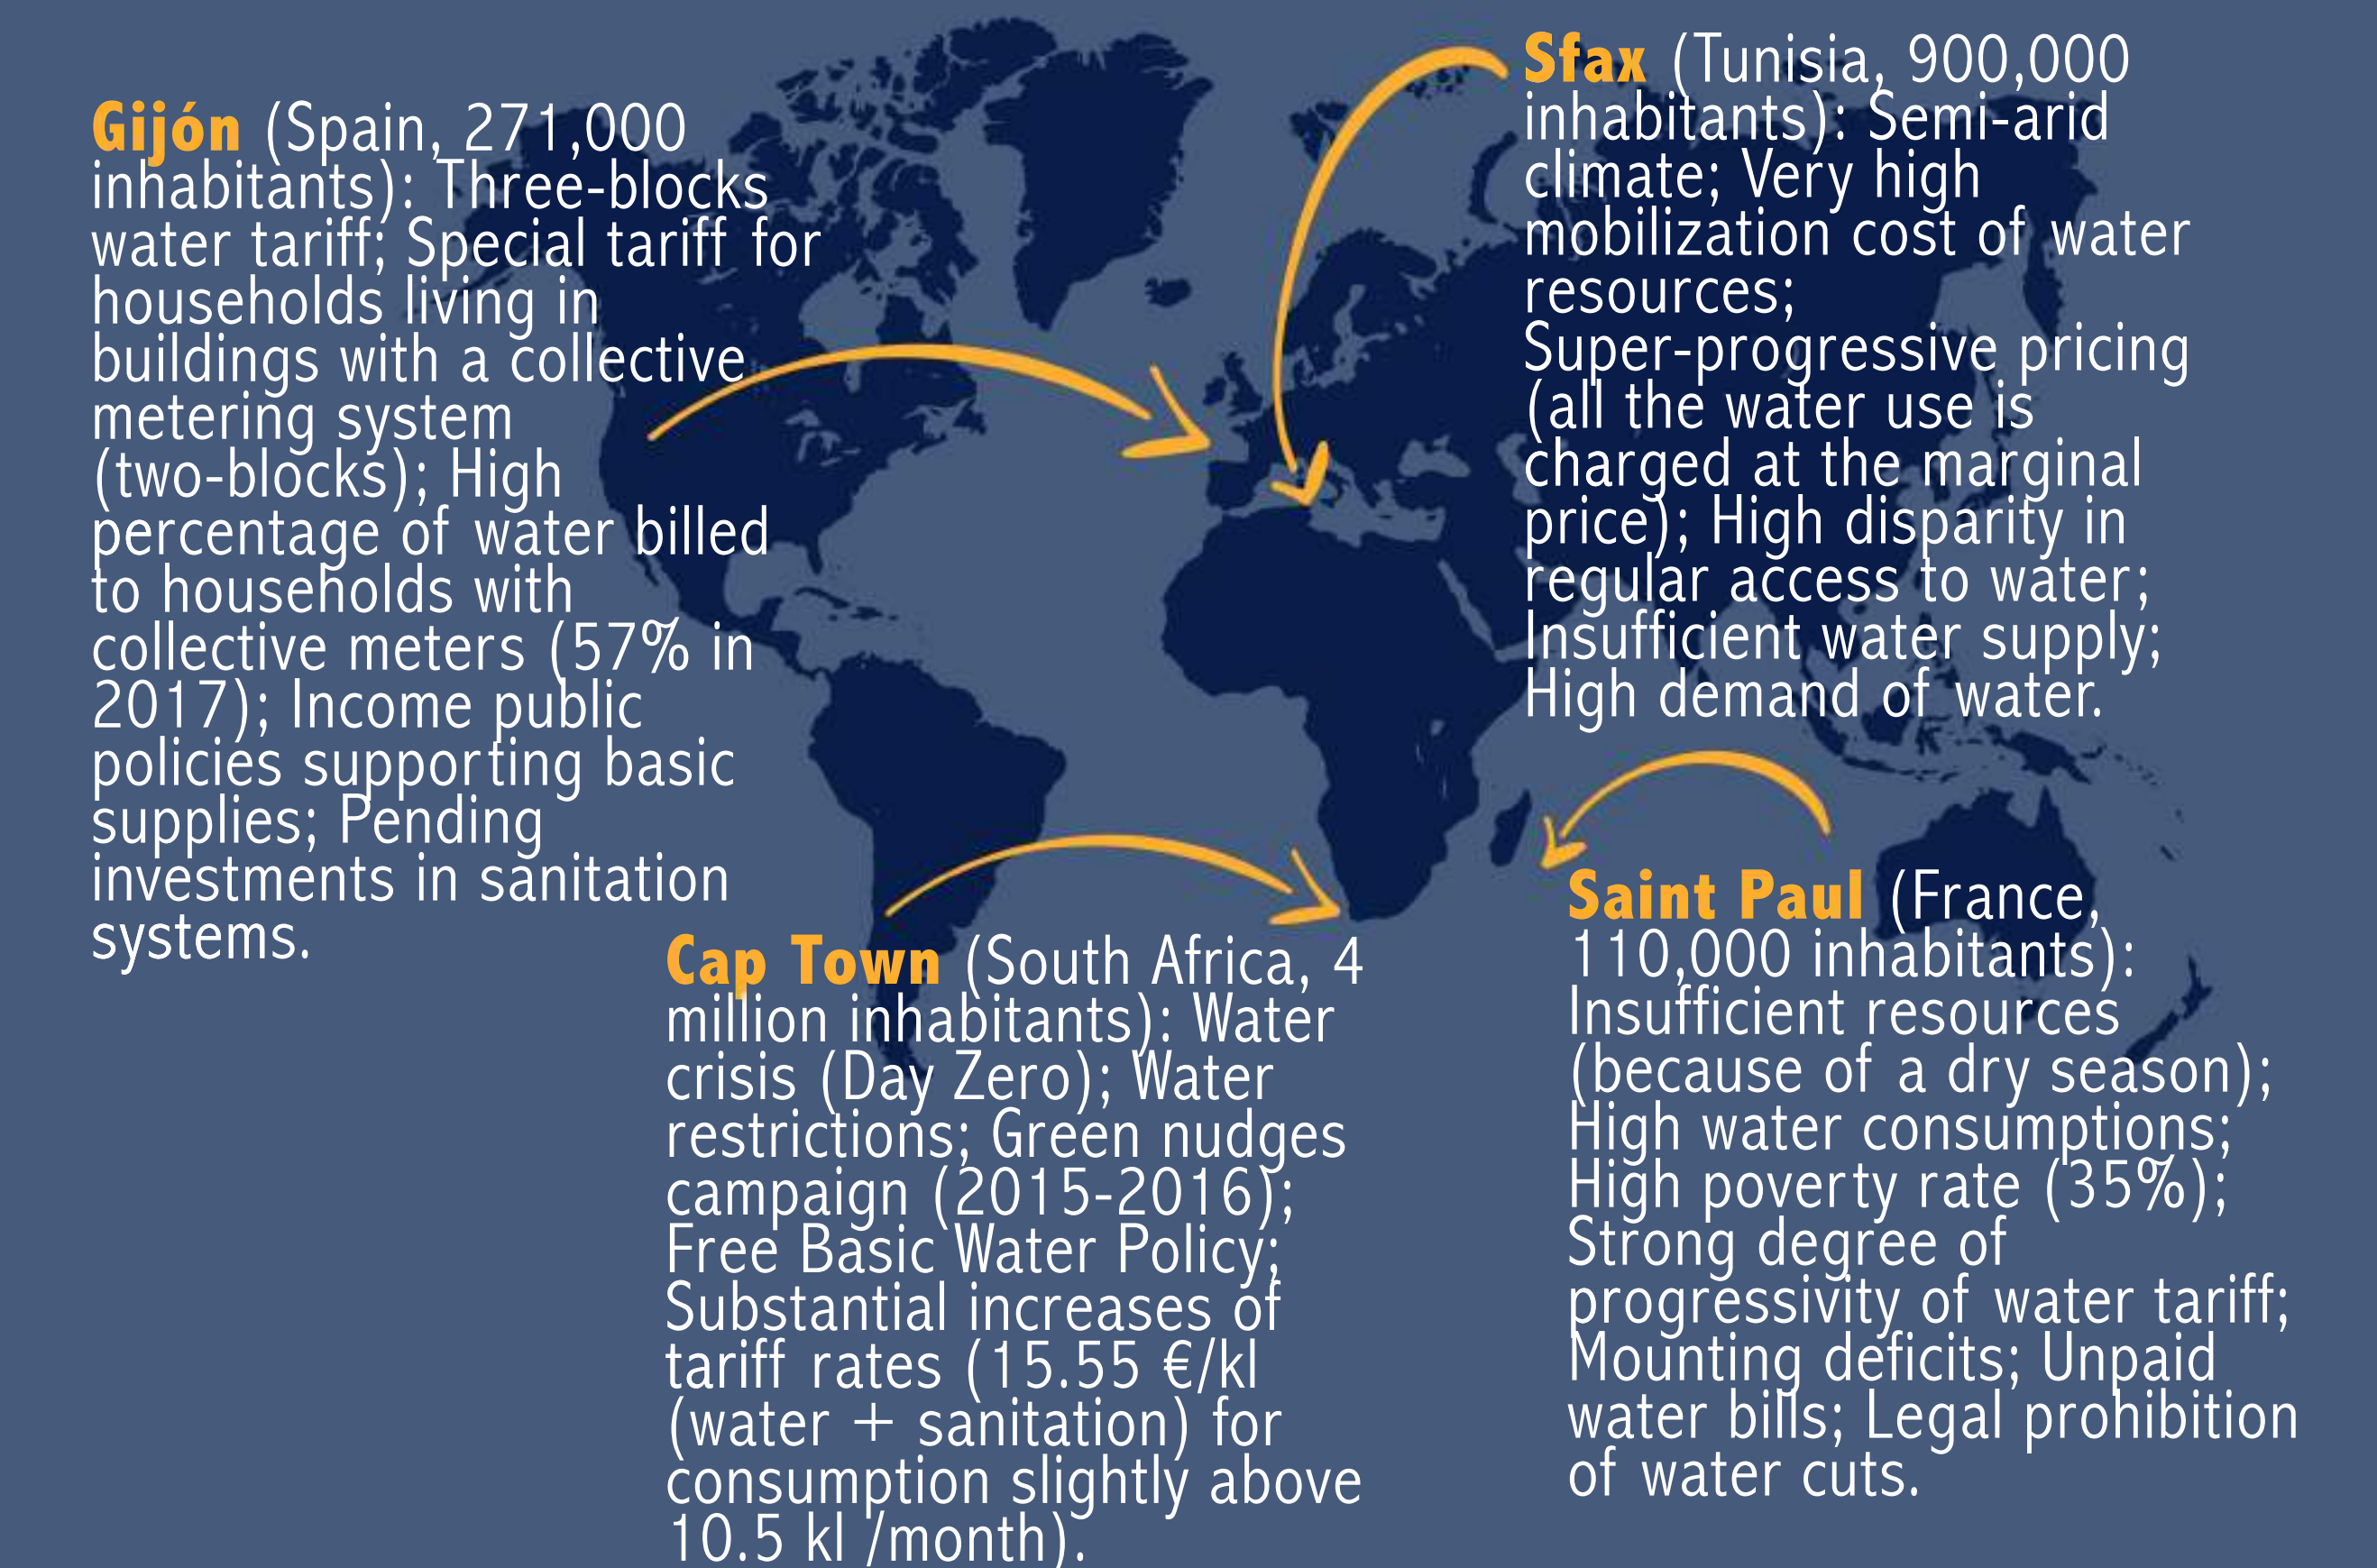 Gijón (Spain, 271,000
inhabitants): Three-blocks
water tariff; Special tariff for
households living in
buildings with a collective
metering system
(two-blocks); High
percentage of water billed
to households with
collective meters (57% in
2017); Income public
policies supporting basic
supplies; Pending
investments in sanitation
systems.
Sfax (Tunisia, 900,000
inhabitants): Semi-arid
climate; Very high
mobilization cost of water
resources;
Super-progressive pricing
(all the water use is
charged at the marginal
price); High disparity in
regular access to water;
Insufficient water supply;
High demand of water.
Cap Town (South Africa, 4
million inhabitants): Water
crisis (Day Zero); Water
restrictions; Green nudges
campaign (2015-2016);
Free Basic Water Policy;
Substantial increases of
tariff rates (15.55 €/kl
(water + sanitation) for
consumption slightly above
10.5 kl /month).
Saint Paul (France,
110,000 inhabitants):
Insufficient resources
(because of a dry season);
High water consumptions;
High poverty rate (35%);
Strong degree of
progressivity of water tariff;
Mounting deficits; Unpaid
water bills; Legal prohibition
of water cuts.